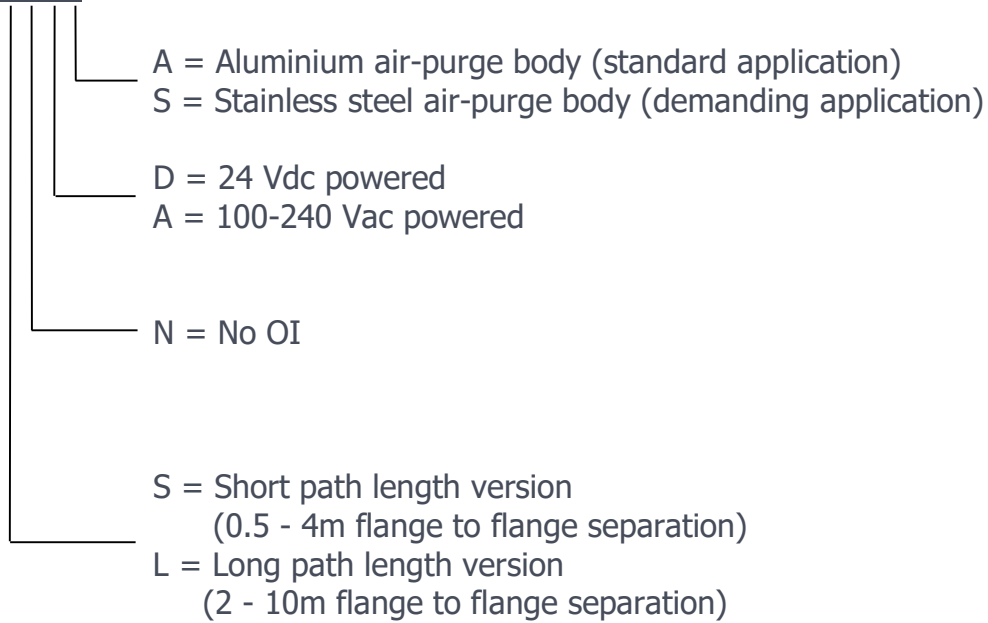 A = Aluminium air-purge body (standard application)
S = Stainless steel air-purge body (demanding application)
D = 24 Vdc powered
A = 100-240 Vac powered
N = No OI
S = Short path length version
(0.5 - 4m flange to flange separation)
L = Long path length version
(2 - 10m flange to flange separation)